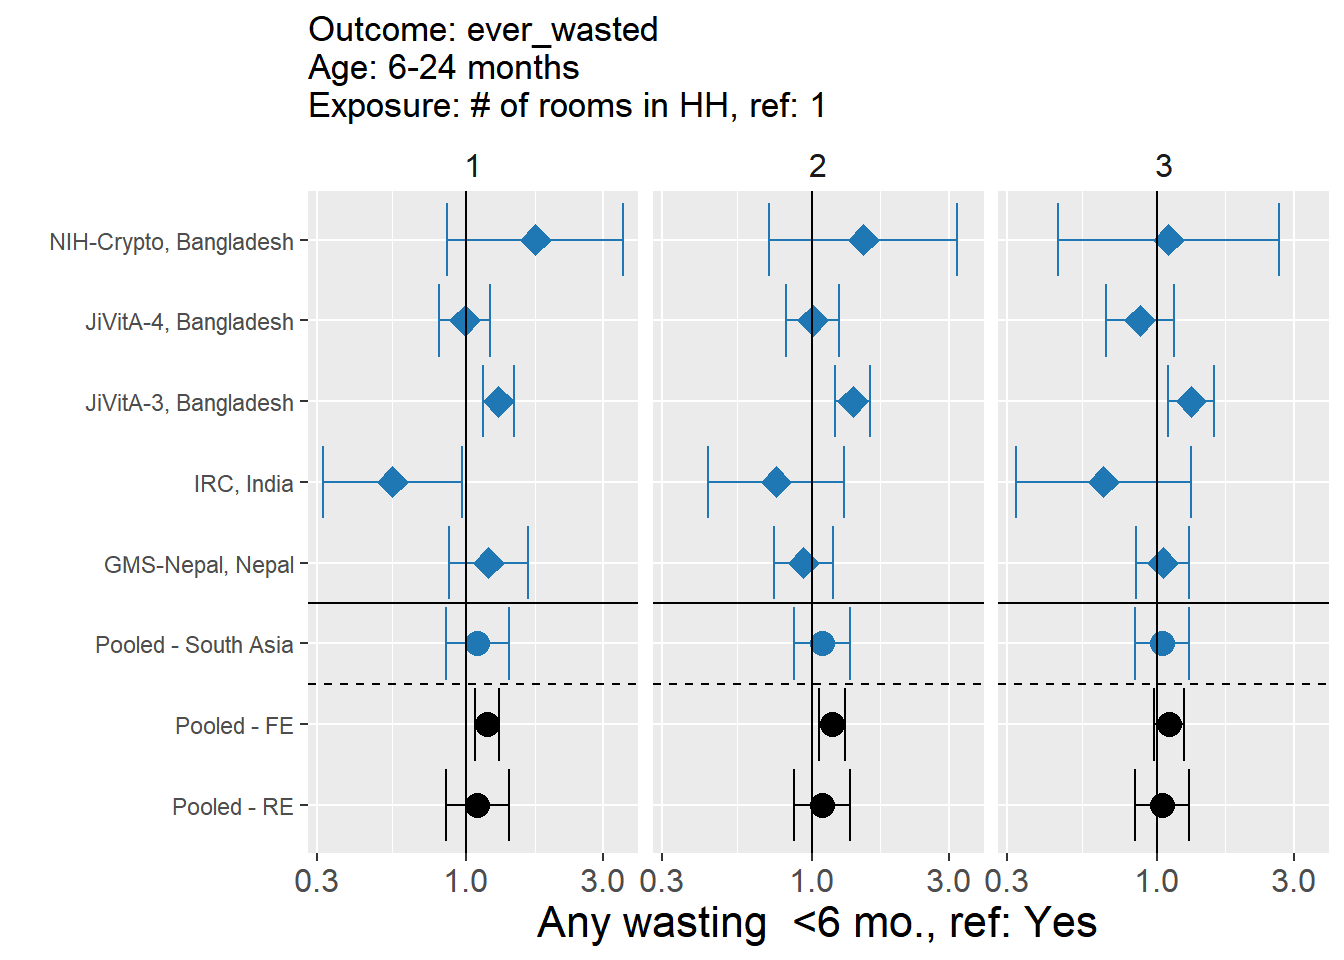 Outcome: ever_wasted
Age: 6-24 months
Exposure: # of rooms in HH, ref: 1
1 2 3
NIH-Crypto, Bangladesh
JiVitA-4, Bangladesh
JiVitA-3, Bangladesh
IRC, India
GMS-Nepal, Nepal
Pooled - South Asia
Pooled - FE
Pooled - RE
0.3 1.0 3.0 0.3 1.0 3.0 0.3 1.0 3.0
Any wasting  <6 mo., ref: Yes